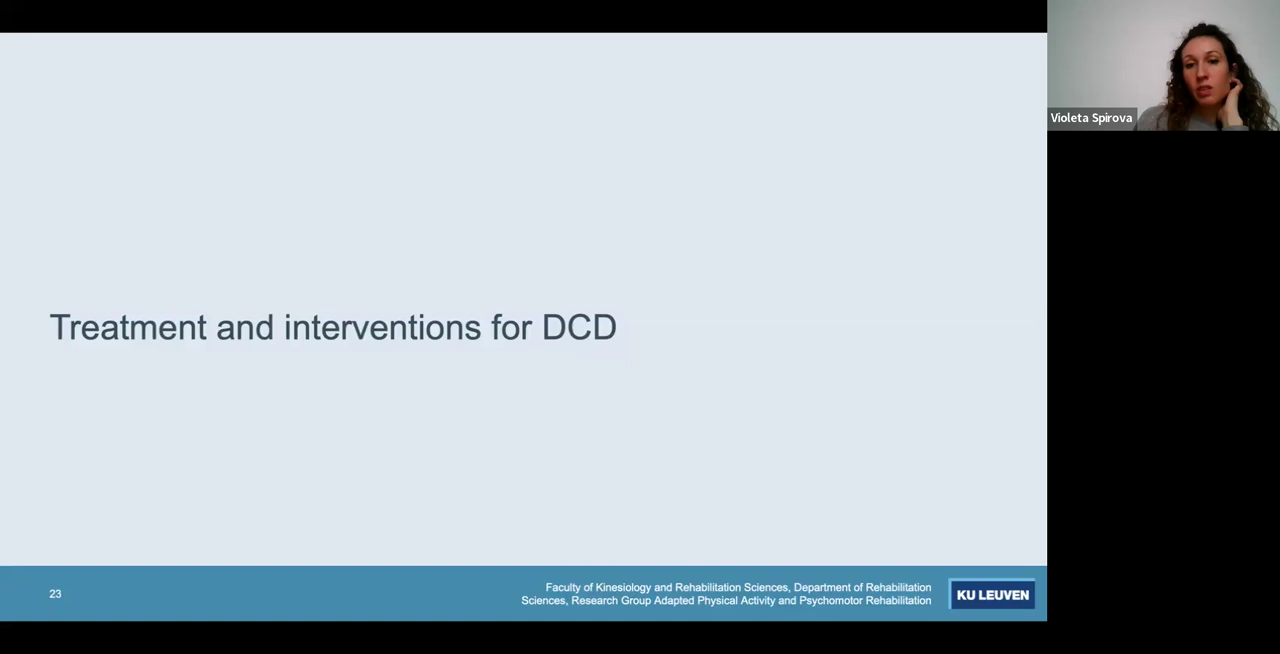 Violeta Spirova
Treatment and interventions for DCD
23
Faculty of Kinesiology and Rehabilitation Sciences, Department of Rehabilitation
Sciences, Research Group Adapted Physical Activity and Psychomotor Rehabilitation
KU LEUVEN